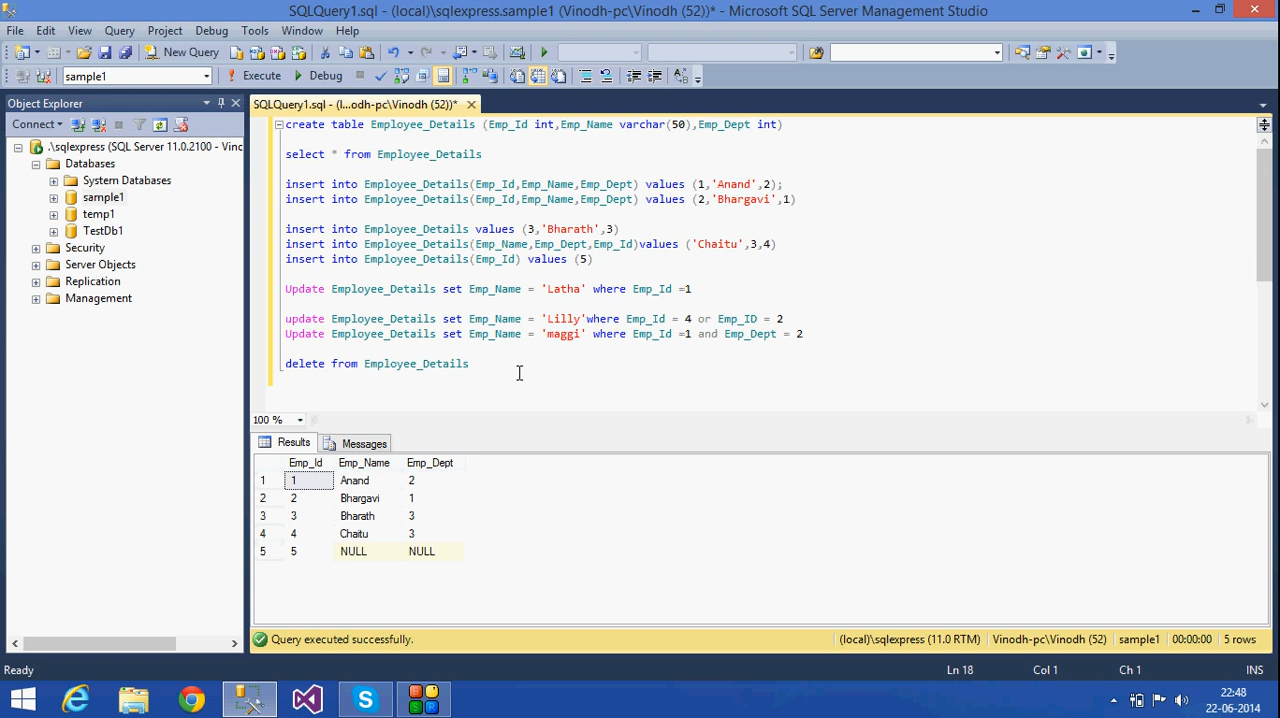 SQLQuery1.sql - (local)\sqlexpress.sample1 (Vinodh-pc\Vinodh (52))* - Microsoft SQL Server Management Studio
File Edit View Query Project Debug Tools Window Help
New Query
sample1 Execute Debug
Object Explorer
SQLQuery1.sql - (l...odh-pc\Vinodh (52))*
Connect
.\sqlexpress (SQL Server 11.0.2100 - Vinc
Databases
System Databases
sample1
temp1
TestDb1
Security
Server Objects
Replication
Management
create table Employee_Details (Emp_Id int,Emp_Name varchar(50),Emp_Dept int)
select * from Employee_Details
insert into Employee_Details(Emp_Id,Emp_Name,Emp_Dept) values (1,'Anand',2);
insert into Employee_Details(Emp_Id,Emp_Name,Emp_Dept) values (2,'Bhargavi',1)
insert into Employee_Details values (3,'Bharath',3)
insert into Employee_Details(Emp_Name,Emp_Dept,Emp_Id)values ('Chaitu',3,4)
insert into Employee_Details(Emp_Id) values (5)
Update Employee_Details set Emp_Name = 'Latha' where Emp_Id =1
update Employee_Details set Emp_Name = 'Lilly'where Emp_Id = 4 or Emp_ID = 2
Update Employee_Details set Emp_Name = 'maggi' where Emp_Id =1 and Emp_Dept = 2
delete from Employee_Details
100 %
Results Messages
Emp_Id Emp_Name Emp_Dept
1 1 Anand 2
2 2 Bhargavi 1
3 3 Bharath 3
4 4 Chaitu 3
5 5 NULL NULL
Query executed successfully. (local)\sqlexpress (11.0 RTM) Vinodh-pc\Vinodh (52) sample1 00:00:00 5 rows
Ready Ln 18 Col 1 Ch 1 INS
22:48
22-06-2014